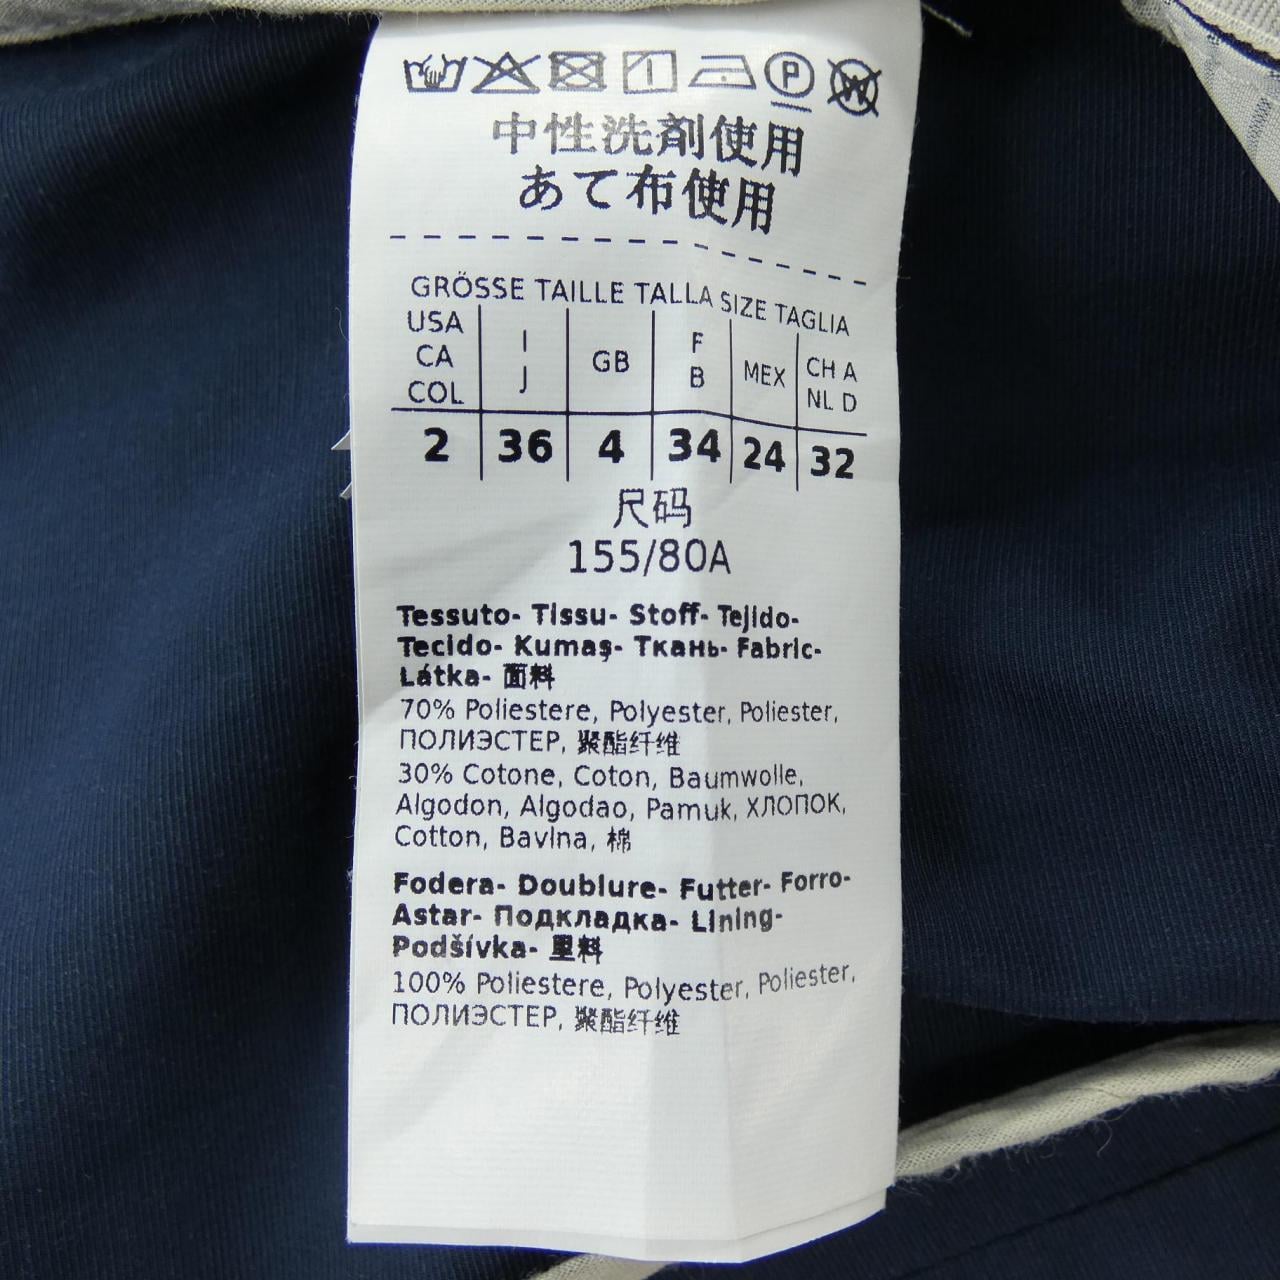 中性洗剤使用
あて布使用
GRÖSSE TAILLE TALLA SIZE TAGLIA
USA CA COL I J GB F B MEX CH A NL D
2 36 4 34 24 32
尺码
155/80A
Tessuto- Tissu- Stoff- Tejido-
Tecido- Kumaş- Ткань- Fabric-
Látka- 面料
70% Poliestere, Polyester, Poliester,
ПОЛИЭСТЕР, 聚酯纤维
30% Cotone, Coton, Baumwolle,
Algodon, Algodao, Pamuk, ХЛОПОК,
Cotton, Bavlna, 棉
Fodera- Doublure- Futter- Forro-
Astar- Подкладка- Lining-
Podšívka- 里料
100% Poliestere, Polyester, Poliester,
ПОЛИЭСТЕР, 聚酯纤维